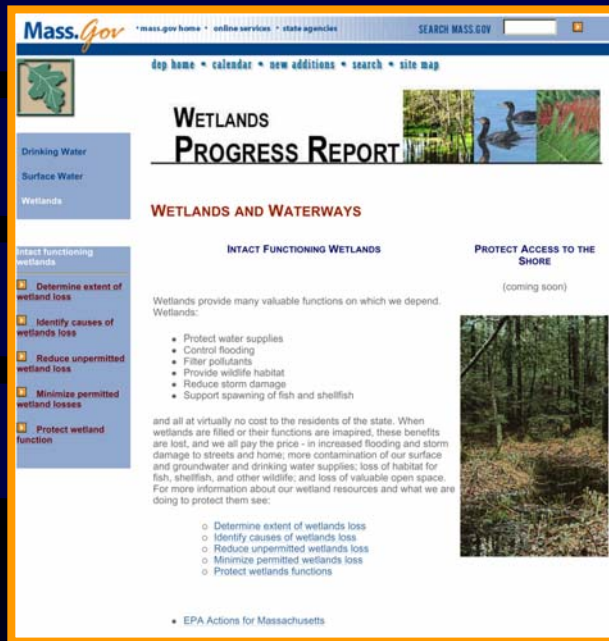 Mass.Gov
•mass.gov home • online services • state agencies
SEARCH MASS.GOV
dep home • calendar • new additions • search • site map
WETLANDS
PROGRESS REPORT
Drinking Water
Surface Water
Wetlands
WETLANDS AND WATERWAYS
Intact functioning
wetlands
Determine extent of
wetland loss
Identify causes of
wetlands loss
Reduce unpermitted
wetland loss
Minimize permitted
wetland losses
Protect wetland
function
INTACT FUNCTIONING WETLANDS
Wetlands provide many valuable functions on which we depend.
Wetlands:
• Protect water supplies
• Control flooding
• Filter pollutants
• Provide wildlife habitat
• Reduce storm damage
• Support spawning of fish and shellfish
and all at virtually no cost to the residents of the state. When
wetlands are filled or their functions are imapired, these benefits
are lost, and we all pay the price - in increased flooding and storm
damage to streets and home; more contamination of our surface
and groundwater and drinking water supplies; loss of habitat for
fish, shellfish, and other wildlife; and loss of valuable open space.
For more information about our wetland resources and what we are
doing to protect them see:
o Determine extent of wetlands loss
o Identify causes of wetlands loss
o Reduce unpermitted wetlands loss
o Minimize permitted wetlands loss
o Protect wetlands functions
• EPA Actions for Massachusetts
PROTECT ACCESS TO THE
SHORE
(coming soon)